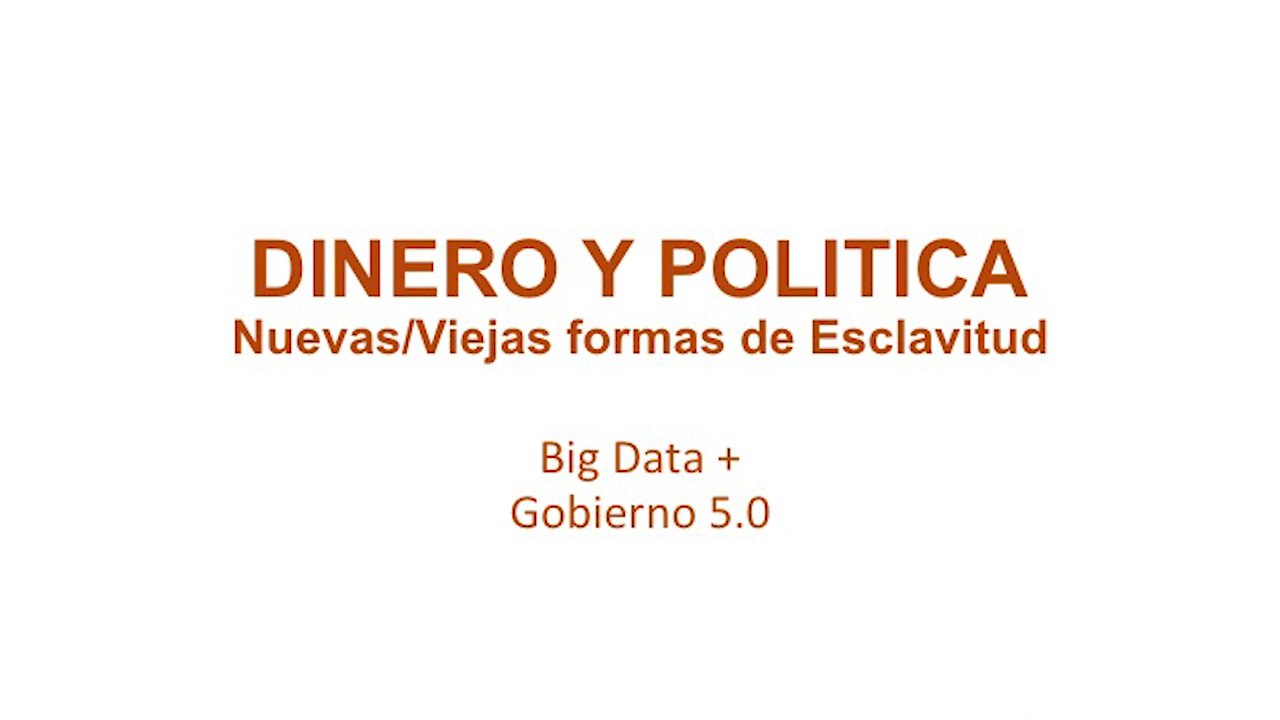 DINERO Y POLITICA
Nuevas/Viejas formas de Esclavitud
Big Data +
Gobierno 5.0